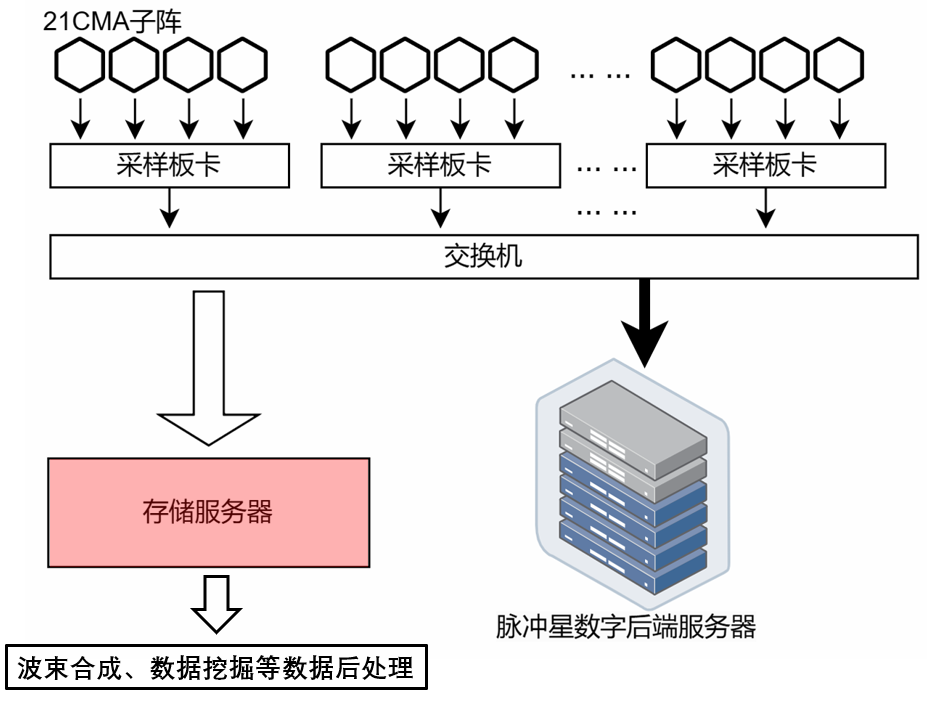 21CMA子阵
... ...
采样板卡
采样板卡
... ...
采样板卡
... ...
交换机
存储服务器
脉冲星数字后端服务器
波束合成、数据挖掘等数据后处理